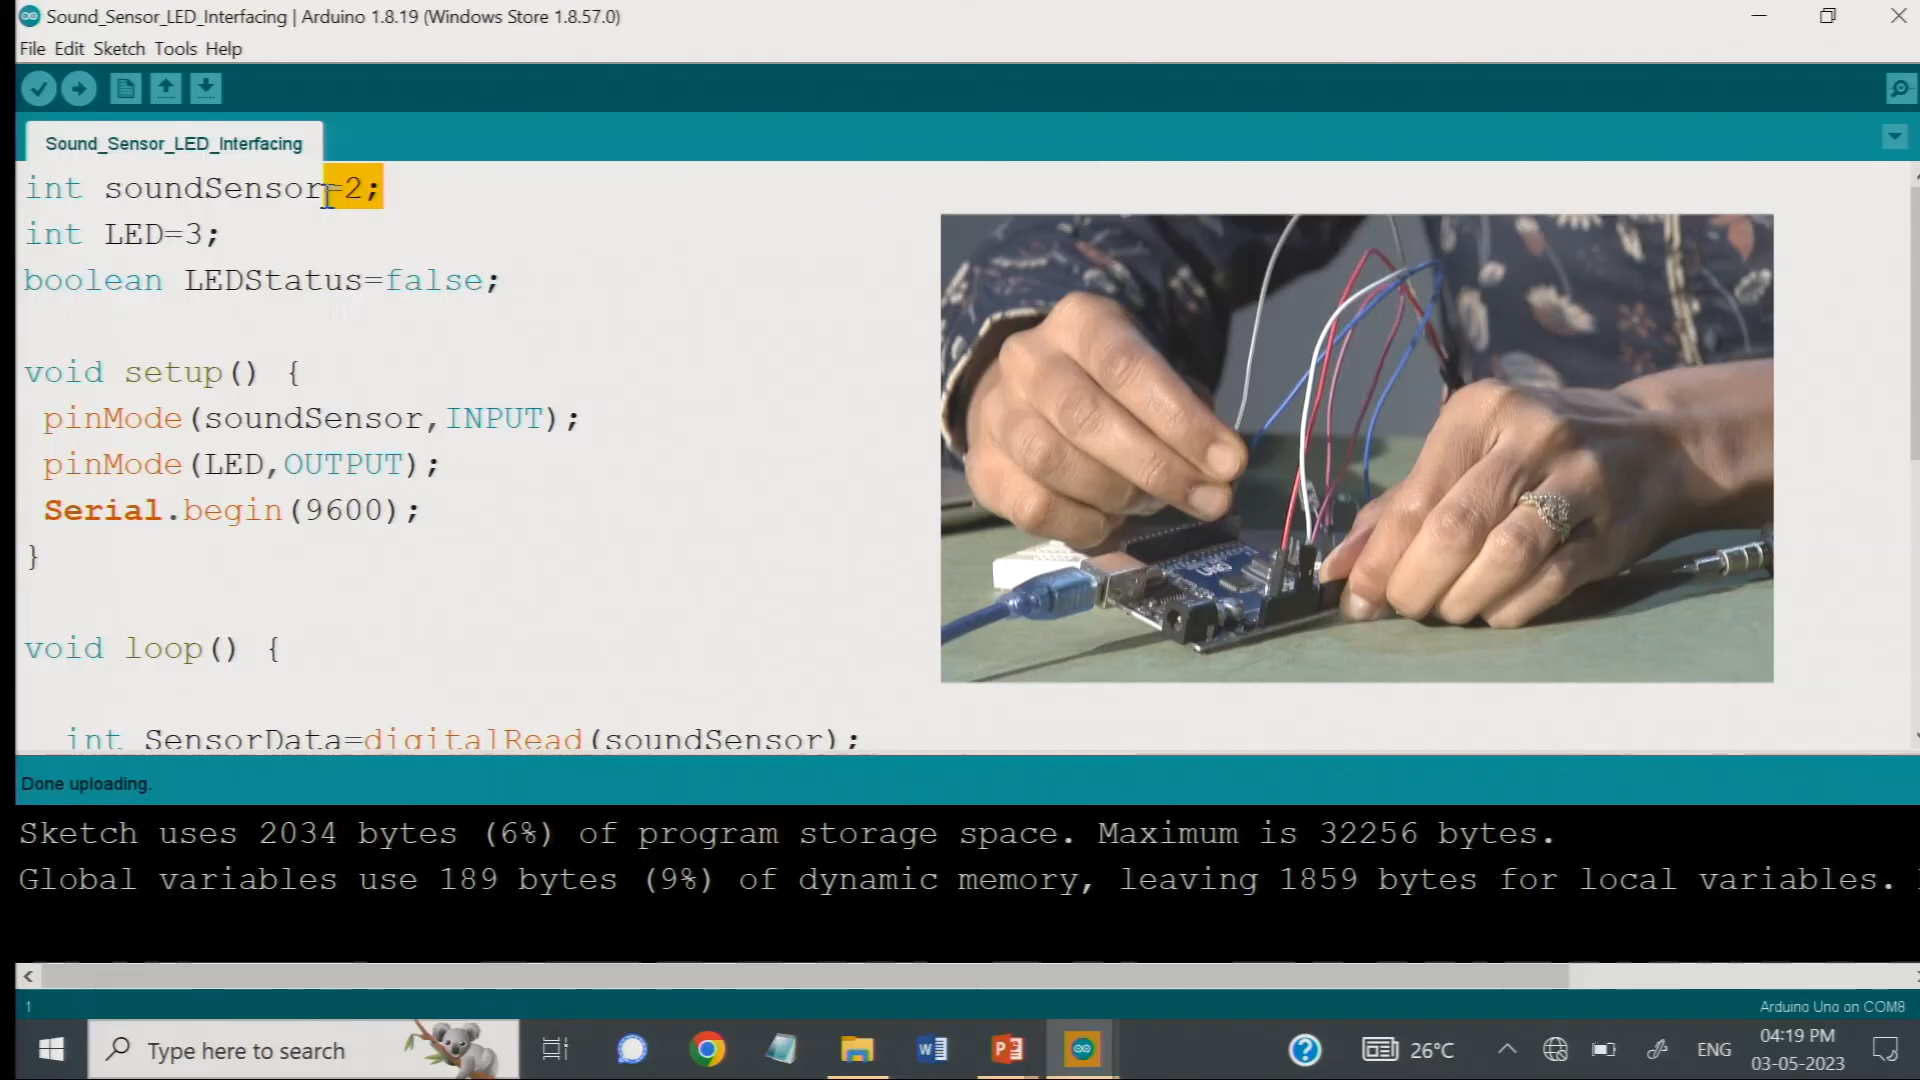 Sound_Sensor_LED_Interfacing | Arduino 1.8.19 (Windows Store 1.8.57.0)
File Edit Sketch Tools Help
Sound_Sensor_LED_Interfacing
int soundSensor=2;
int LED=3;
boolean LEDStatus=false;
void setup() {
pinMode(soundSensor,INPUT);
pinMode(LED,OUTPUT);
Serial.begin(9600);
}
void loop() {
int SensorData=digitalRead(soundSensor);
UNO
Done uploading.
Sketch uses 2034 bytes (6%) of program storage space. Maximum is 32256 bytes.
Global variables use 189 bytes (9%) of dynamic memory, leaving 1859 bytes for local variables.
1
Arduino Uno on COM8
Type here to search
26°C
ENG
04:19 PM
03-05-2023